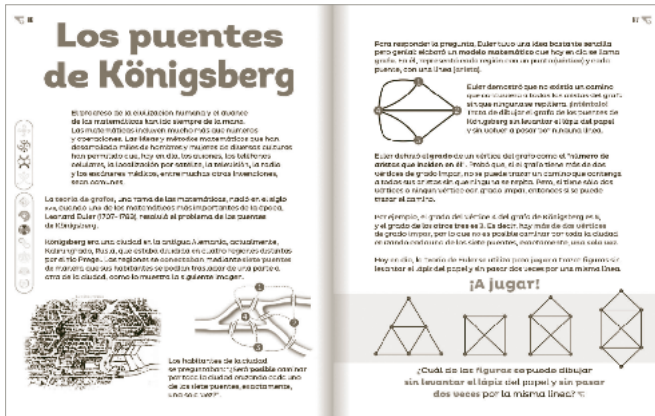 Los puentes
de Königsberg
El progreso de la civilización humana y el avance
de las matemáticas han ido siempre de la mano.
Las matemáticas incluyen mucho más que números
y operaciones. Las ideas y métodos matemáticos que han
desarrollado miles de hombres y mujeres de diversas culturas
han permitido que, hoy en día, los aviones, los teléfonos
celulares, la localización por satélite, la televisión, la radio
y los escáneres médicos, entre muchas otras invenciones,
sean comunes.
La teoría de grafos, una rama de las matemáticas, nació en el siglo
XVIII, cuando uno de los matemáticos más importantes de la época,
Leonard Euler (1707-1783), resolvió el problema de los puentes
de Königsberg.
Königsberg era una ciudad en la antigua Alemania, actualmente,
Kaliningrado, Rusia, que estaba dividida en cuatro regiones distintas
por el río Pregel. Las regiones se conectaban mediante siete puentes
de manera que sus habitantes se podían trasladar de una parte a
otra de la ciudad, como lo muestra la siguiente imagen.
Los habitantes de la ciudad
se preguntaban: "¿Será posible caminar
por toda la ciudad cruzando cada uno
de los siete puentes, exactamente,
una sola vez?".
Para responder la pregunta, Euler tuvo una idea bastante sencilla
pero genial: elaboró un modelo matemático que hoy en día se llama
grafo. En él, representó cada región con un punto (vértice) y cada
puente, con una línea (arista).
Euler demostró que no existía un camino
que contuviera a todas las aristas del grafo
sin que ninguna se repitiera. ¡Inténtalo!
Trata de dibujar el grafo de los puentes de
Königsberg sin levantar el lápiz del papel
y sin volver a pasar por ninguna línea.
Euler definió el grado de un vértice del grafo como el "número de
aristas que inciden en él". Probó que, si el grafo tiene más de dos
vértices de grado impar, no se puede trazar un camino que contenga
a todas sus aristas sin que ninguna se repita. Pero, si tiene sólo dos
vértices o ningún vértice con grado impar, entonces sí se puede
trazar el camino.
Por ejemplo, el grado del vértice 4 del grafo de Königsberg es 5,
y el grado de los otros tres es 3. Es decir, hay más de dos vértices
de grado impar, por lo que no es posible caminar por toda la ciudad
cruzando cada uno de los siete puentes, exactamente, una sola vez.
Hoy en día, la teoría de Euler se utiliza para jugar a trazar figuras sin
levantar el lápiz del papel y sin pasar dos veces por una misma línea.
¡A jugar!
¿Cuál de las figuras se puede dibujar
sin levantar el lápiz del papel y sin pasar
dos veces por la misma línea?